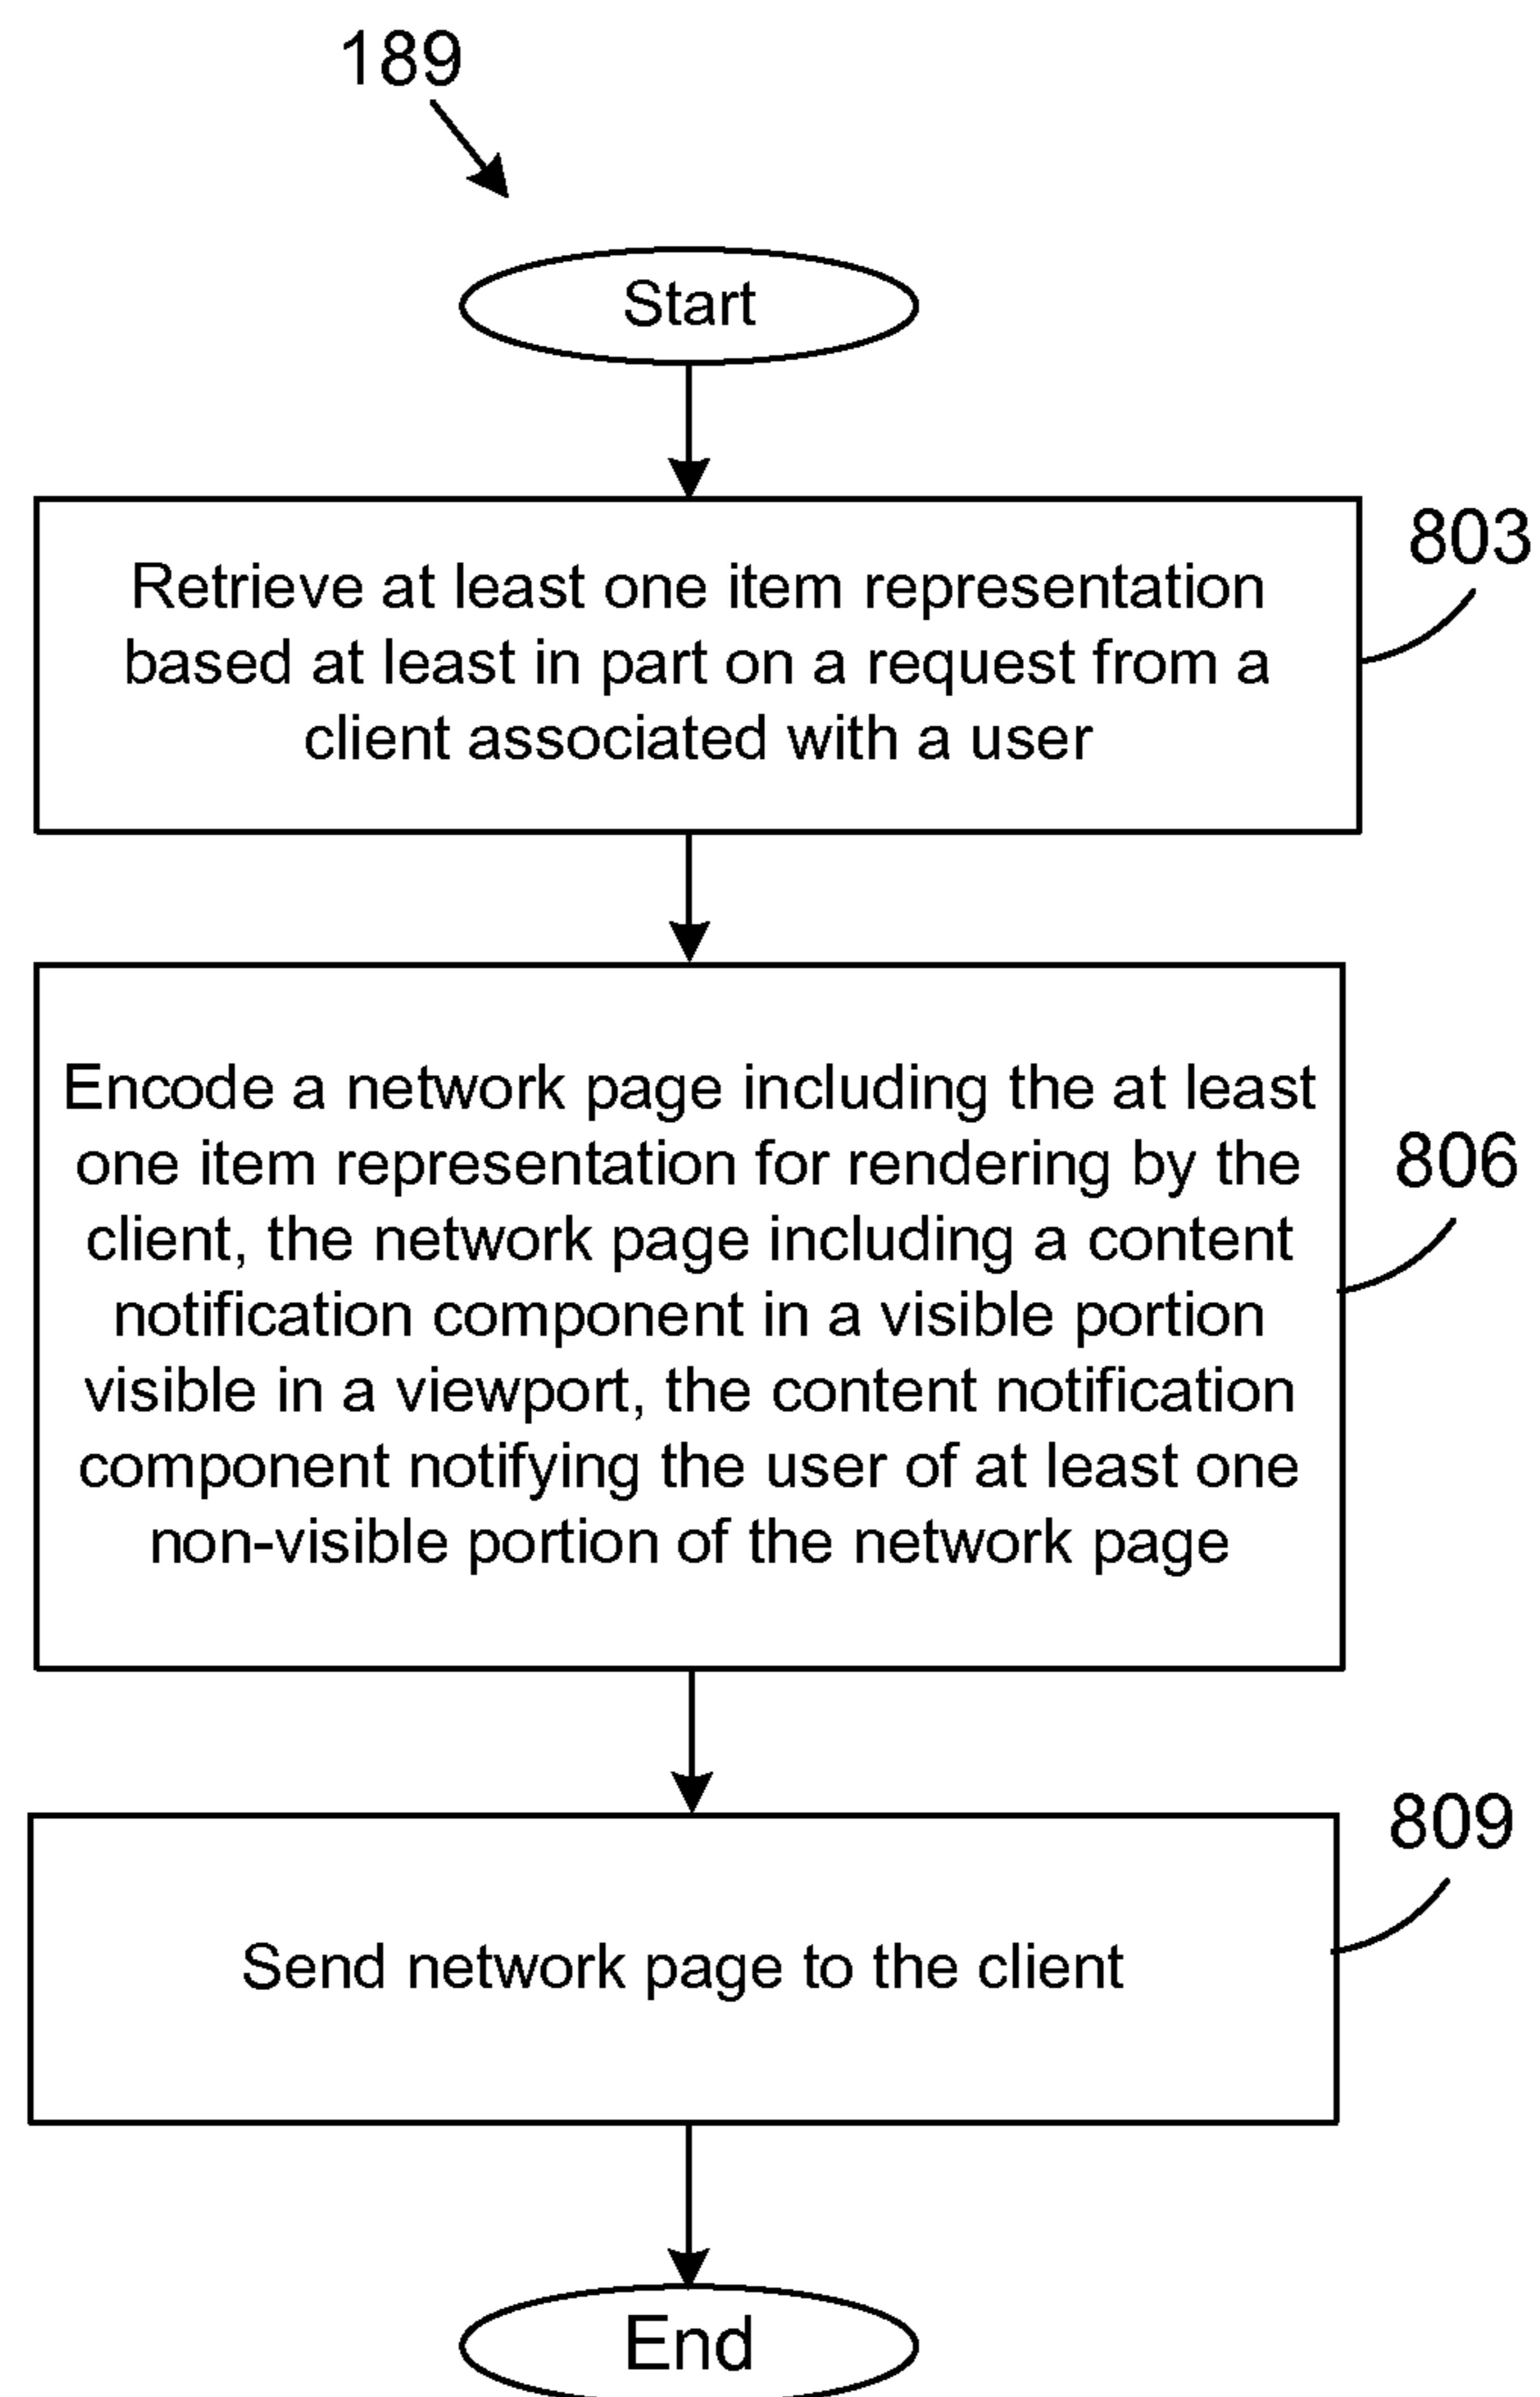 189
Start
803
Retrieve at least one item representation
based at least in part on a request from a
client associated with a user
Encode a network page including the at least
one item representation for rendering by the
client, the network page including a content
notification component in a visible portion
visible in a viewport, the content notification
component notifying the user of at least one
non-visible portion of the network page
806
809
Send network page to the client
End